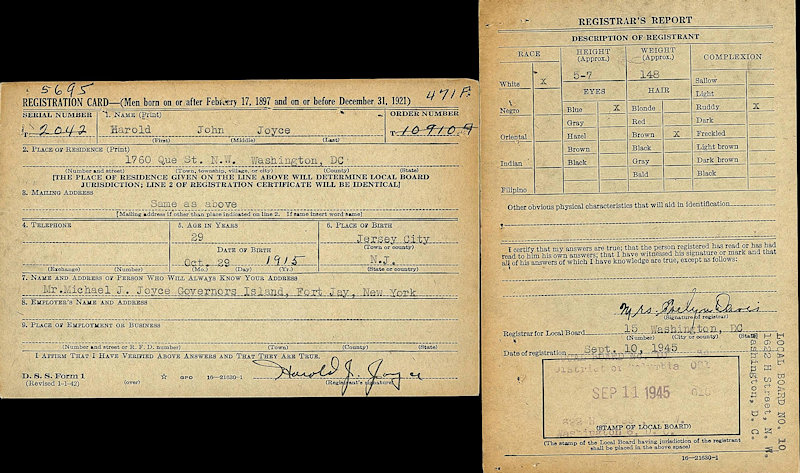 5695
471F.
REGISTRATION CARD—(Men born on or after February 17, 1897 and on or before December 31, 1921)
SERIAL NUMBER
1. NAME (Print)
ORDER NUMBER
T 2042
Harold John Joyce
T 10910.A
(First) (Middle) (Last)
2. PLACE OF RESIDENCE (Print)
1760 Que St. N.W. Washington, DC
(Number and street) (Town, township, village, or city) (County) (State)
[THE PLACE OF RESIDENCE GIVEN ON THE LINE ABOVE WILL DETERMINE LOCAL BOARD
JURISDICTION; LINE 2 OF REGISTRATION CERTIFICATE WILL BE IDENTICAL]
3. MAILING ADDRESS
Same as above
[Mailing address if other than place indicated on line 2. If same insert word same]
4. TELEPHONE
5. AGE IN YEARS
6. PLACE OF BIRTH
29
Jersey City
DATE OF BIRTH
(Town or county)
Oct. 29 1915
N.J.
(Exchange) (Number)
(Mo.) (Day) (Yr.)
(State or country)
7. NAME AND ADDRESS OF PERSON WHO WILL ALWAYS KNOW YOUR ADDRESS
Mr.Michael J. Joyce Governors Island, Fort Jay, New York
8. EMPLOYER'S NAME AND ADDRESS
9. PLACE OF EMPLOYMENT OR BUSINESS
(Number and street or R. F. D. number) (Town) (County) (State)
I AFFIRM THAT I HAVE VERIFIED ABOVE ANSWERS AND THAT THEY ARE TRUE.
D. S. S. Form 1
(Revised 1-1-42) (over) ☆ GPO 16—21630-1
Harold J. Joyce
(Registrant's signature)
REGISTRAR'S REPORT
DESCRIPTION OF REGISTRANT
RACE
HEIGHT
(Approx.)
WEIGHT
(Approx.)
COMPLEXION
White X
5-7
148
Sallow
EYES
HAIR
Light
Negro
Blue X
Blonde
Ruddy X
Gray
Red
Dark
Oriental
Hazel
Brown X
Freckled
Brown
Black
Light brown
Indian
Black
Gray
Dark brown
Bald
Black
Filipino
Other obvious physical characteristics that will aid in identification
I certify that my answers are true; that the person registered has read or has had
read to him his own answers; that I have witnessed his signature or mark and that
all of his answers of which I have knowledge are true, except as follows:
Mrs. Evelyn Davis
(Signature of registrar)
Registrar for Local Board 15 Washington, DC
(Number) (City or county) (State)
Date of registration Sept. 10, 1945
District of Columbia 001
SEP 11 1945 010
(STAMP OF LOCAL BOARD)
(The stamp of the Local Board having jurisdiction of the registrant
shall be placed in the above space)
16—21630-1
LOCAL BOARD NO. 10
1682 H Street, N. W.
Washington, D. C.